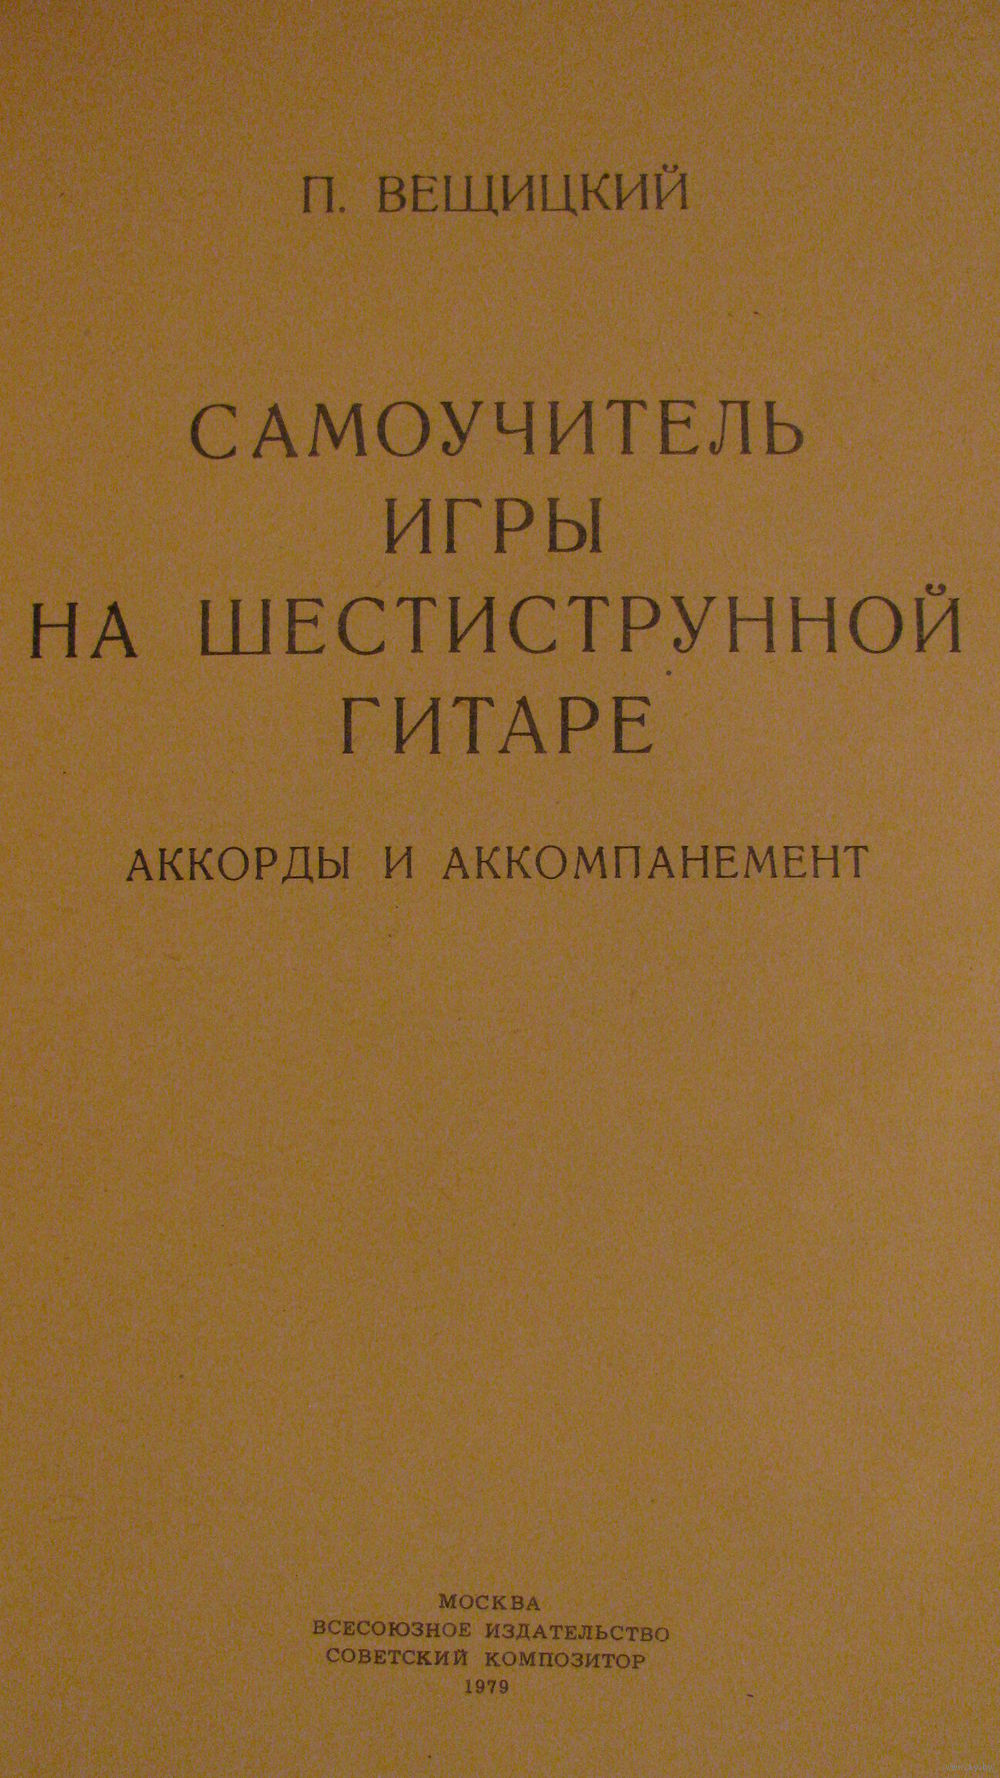 П. ВЕЩИЦКИЙ
САМОУЧИТЕЛЬ
ИГРЫ
НА ШЕСТИСТРУННОЙ
ГИТАРЕ
АККОРДЫ И АККОМПАНЕМЕНТ
МОСКВА
ВСЕСОЮЗНОЕ ИЗДАТЕЛЬСТВО
СОВЕТСКИЙ КОМПОЗИТОР
1979